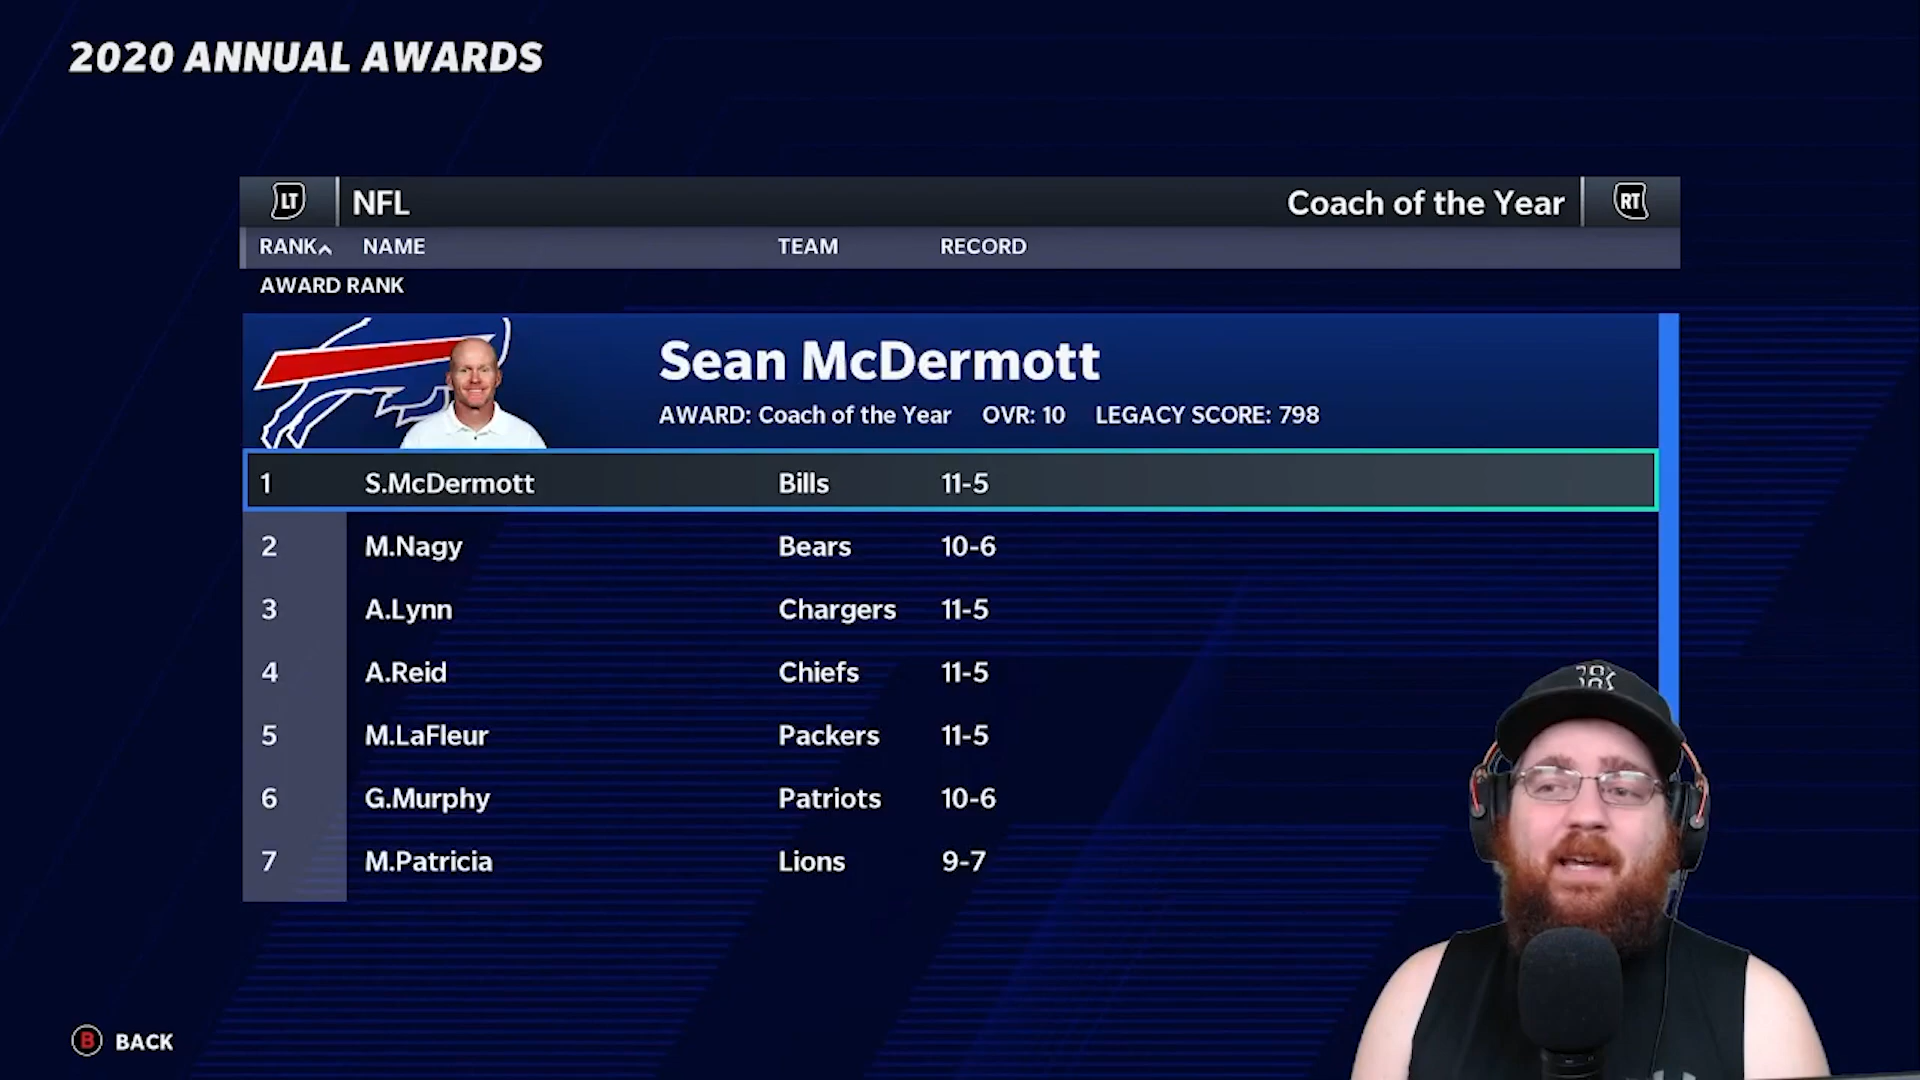 2020 ANNUAL AWARDS
LT NFL Coach of the Year RT
RANK NAME TEAM RECORD
AWARD RANK
Sean McDermott
AWARD: Coach of the Year OVR: 10 LEGACY SCORE: 798
1 S.McDermott Bills 11-5
2 M.Nagy Bears 10-6
3 A.Lynn Chargers 11-5
4 A.Reid Chiefs 11-5
5 M.LaFleur Packers 11-5
6 G.Murphy Patriots 10-6
7 M.Patricia Lions 9-7
B BACK